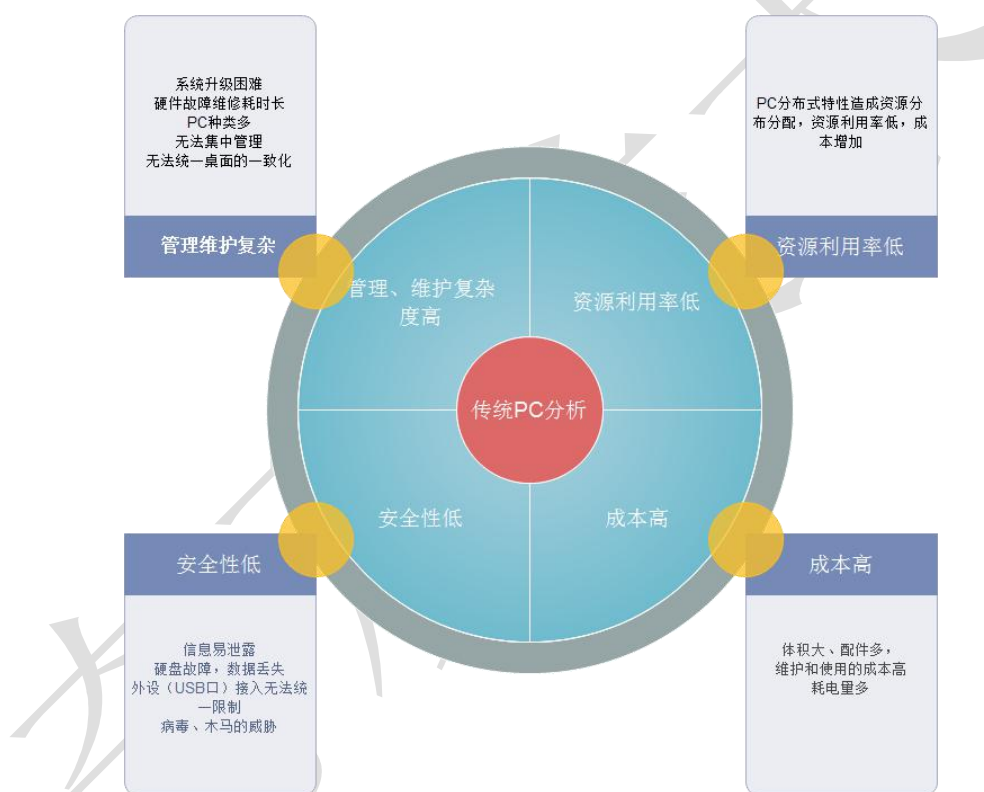 系统升级困难
硬件故障维修耗时长
PC种类多
无法集中管理
无法统一桌面的一致化
管理维护复杂
PC分布式特性造成资源分
布分配，资源利用率低，成
本增加
资源利用率低
管理、维护复杂
度高
资源利用率低
传统PC分析
安全性低
成本高
安全性低
信息易泄露
硬盘故障，数据丢失
外设（USB口）接入无法统
一限制
病毒、木马的威胁
成本高
体积大、配件多，
维护和使用的成本高
耗电量多